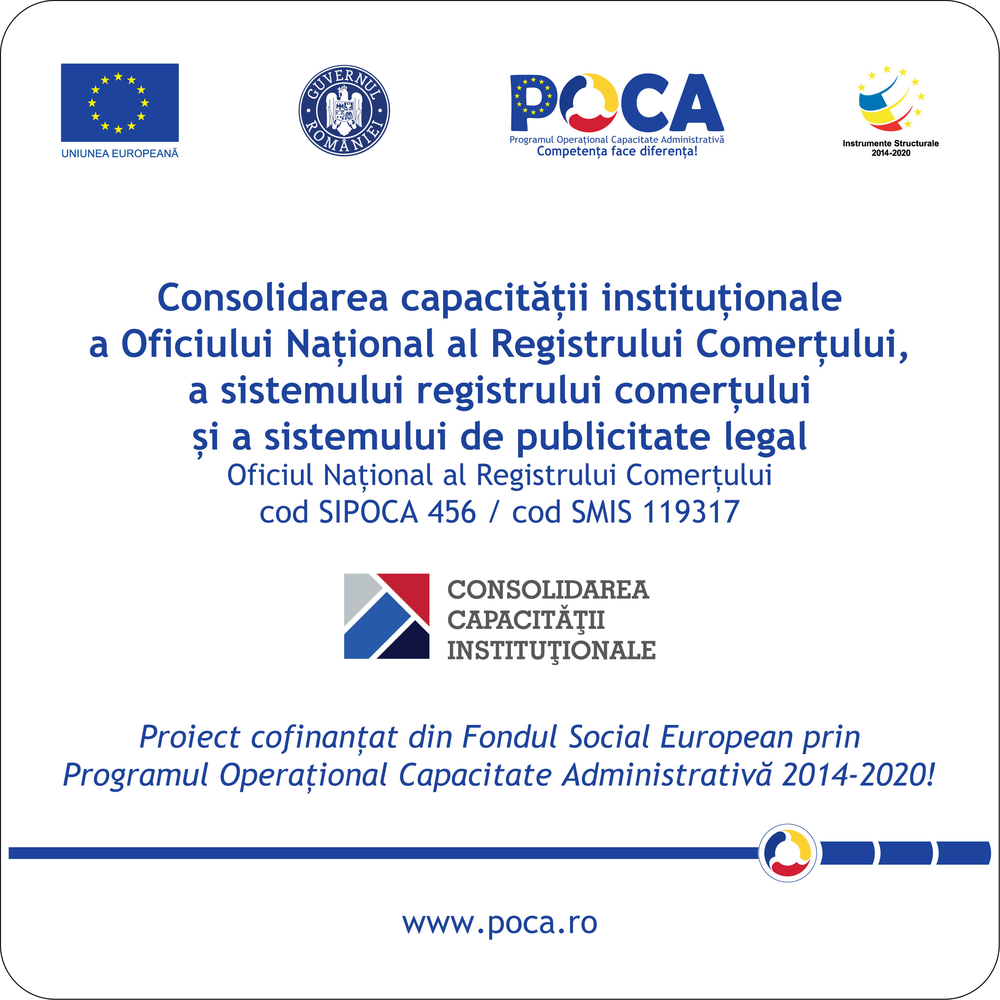 UNIUNEA EUROPEANĂ
GUVERNUL ROMÂNIEI
POCA
Programul Operațional Capacitate Administrativă
Competența face diferența!
Instrumente Structurale
2014-2020
Consolidarea capacității instituționale
a Oficiului Național al Registrului Comerțului,
a sistemului registrului comerțului
și a sistemului de publicitate legal
Oficiul Național al Registrului Comerțului
cod SIPOCA 456 / cod SMIS 119317
CONSOLIDAREA
CAPACITĂŢII
INSTITUŢIONALE
Proiect cofinanțat din Fondul Social European prin
Programul Operațional Capacitate Administrativă 2014-2020!
www.poca.ro